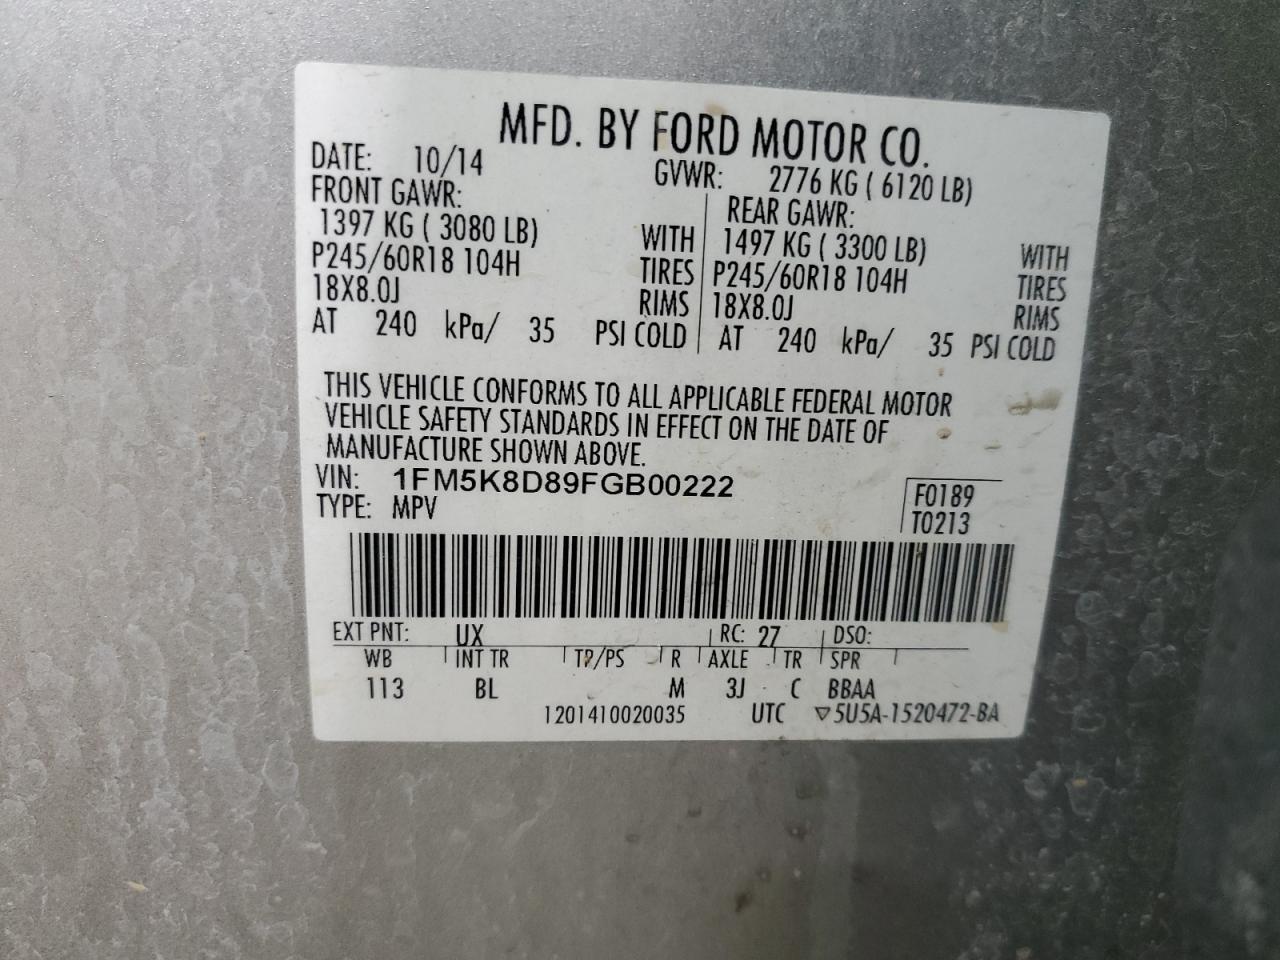 MFD. BY FORD MOTOR CO.
DATE: 10/14 GVWR: 2776 KG ( 6120 LB)
FRONT GAWR: REAR GAWR:
1397 KG ( 3080 LB) WITH 1497 KG ( 3300 LB) WITH
P245/60R18 104H TIRES P245/60R18 104H TIRES
18X8.0J RIMS 18X8.0J RIMS
AT 240 kPa/ 35 PSI COLD AT 240 kPa/ 35 PSI COLD
THIS VEHICLE CONFORMS TO ALL APPLICABLE FEDERAL MOTOR
VEHICLE SAFETY STANDARDS IN EFFECT ON THE DATE OF
MANUFACTURE SHOWN ABOVE.
VIN: 1FM5K8D89FGB00222
TYPE: MPV
F0189
T0213
EXT PNT: UX RC: 27 DSO:
WB INT TR TP/PS R AXLE TR SPR
113 BL M 3J C BBAA
1201410020035 UTC ▽5U5A-1520472-BA